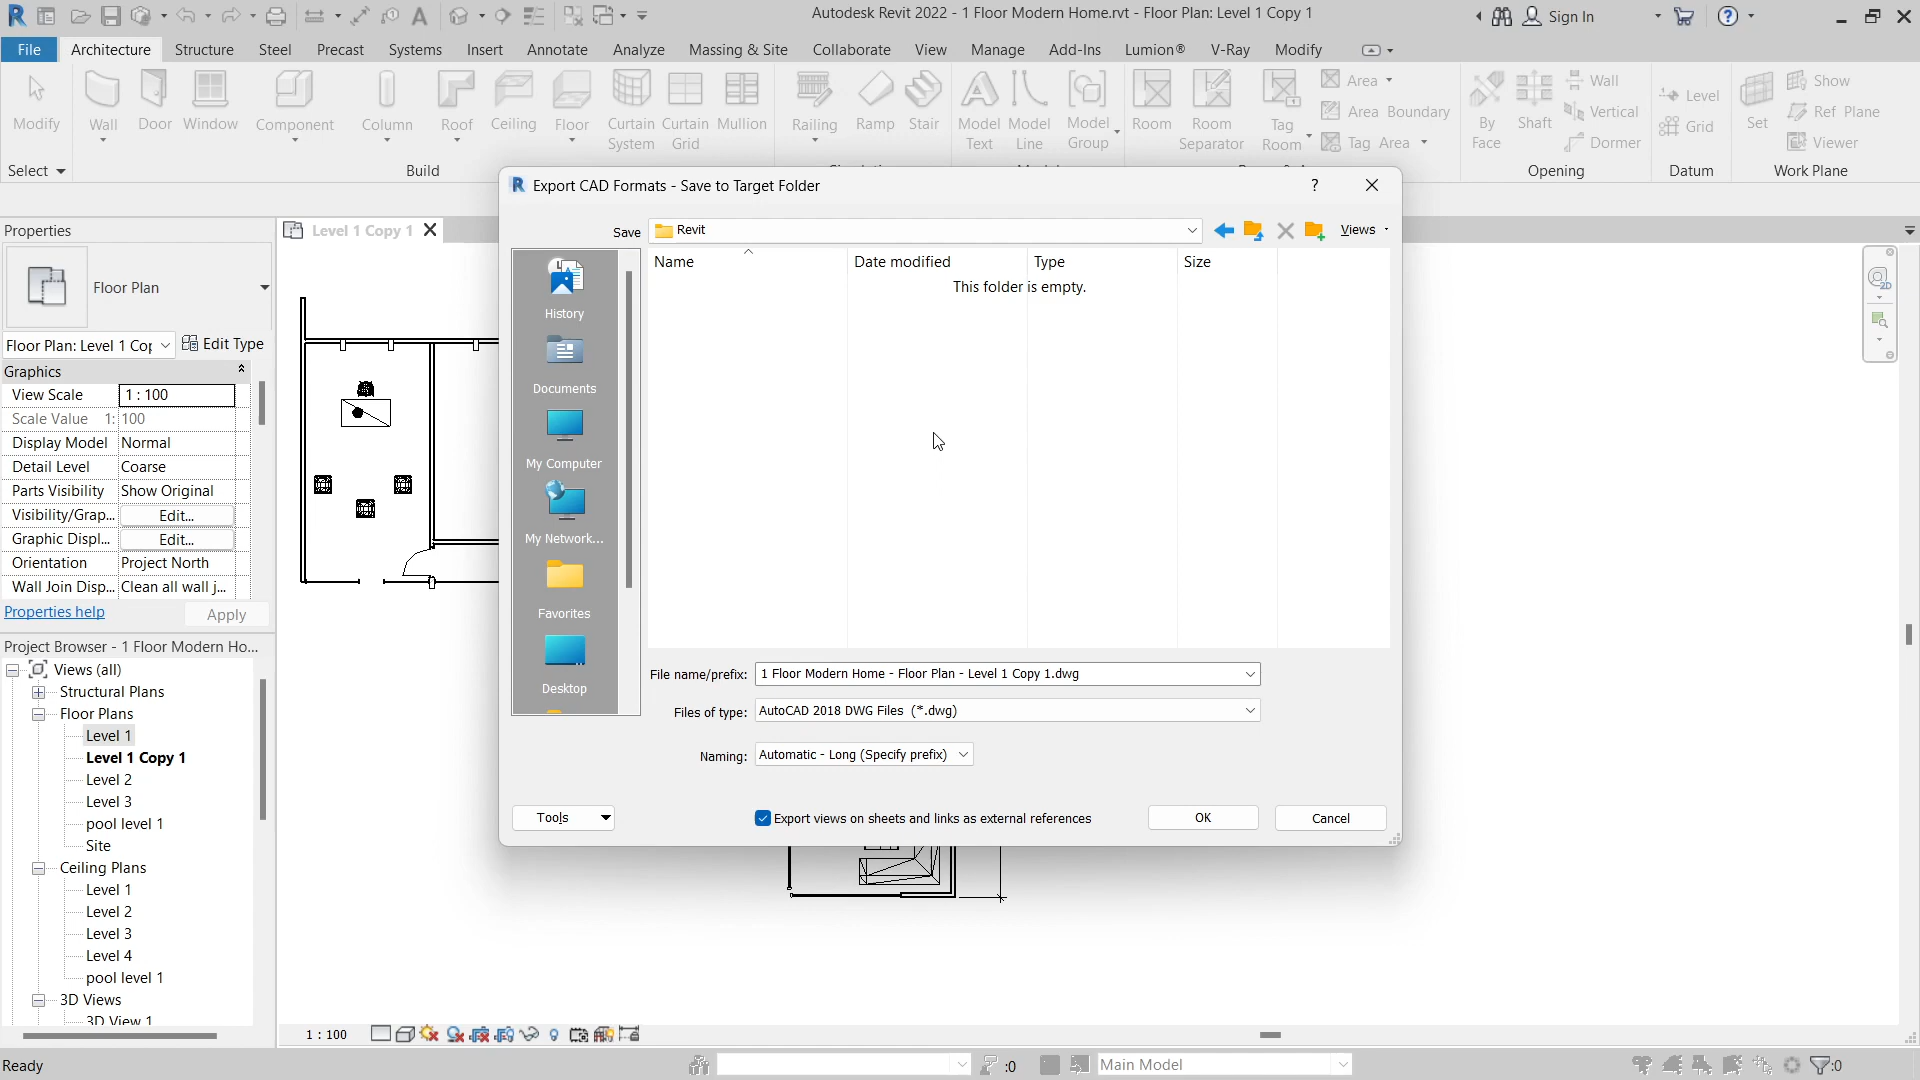 Autodesk Revit 2022 - 1 Floor Modern Home.rvt - Floor Plan: Level 1 Copy 1
Sign In
File Architecture Structure Steel Precast Systems Insert Annotate Analyze Massing & Site Collaborate View Manage Add-Ins Lumion® V-Ray Modify
Modify Wall Door Window Component Column Roof Ceiling Floor Curtain System Curtain Grid Mullion Railing Ramp Stair Model Text Model Line Model Group Room Room Separator Tag Room
Area
Area Boundary
Tag Area
By Face Shaft
Wall
Vertical
Dormer
Level
Grid
Set
Show
Ref Plane
Viewer
Select Build Opening Datum Work Plane
Properties
Floor Plan
Floor Plan: Level 1 Cop Edit Type
Graphics
View Scale 1 : 100
Scale Value 1: 100
Display Model Normal
Detail Level Coarse
Parts Visibility Show Original
Visibility/Grap... Edit...
Graphic Displ... Edit...
Orientation Project North
Wall Join Disp... Clean all wall j...
Properties help Apply
Project Browser - 1 Floor Modern Ho...
Views (all)
Structural Plans
Floor Plans
Level 1
Level 1 Copy 1
Level 2
Level 3
pool level 1
Site
Ceiling Plans
Level 1
Level 2
Level 3
Level 4
pool level 1
3D Views
3D View 1
Level 1 Copy 1
Export CAD Formats - Save to Target Folder
?
Save Revit Views
Name Date modified Type Size
This folder is empty.
History
Documents
My Computer
My Network...
Favorites
Desktop
File name/prefix: 1 Floor Modern Home - Floor Plan - Level 1 Copy 1.dwg
Files of type: AutoCAD 2018 DWG Files (*.dwg)
Naming: Automatic - Long (Specify prefix)
Tools Export views on sheets and links as external references OK Cancel
2D
1 : 100
Ready :0 Main Model :0